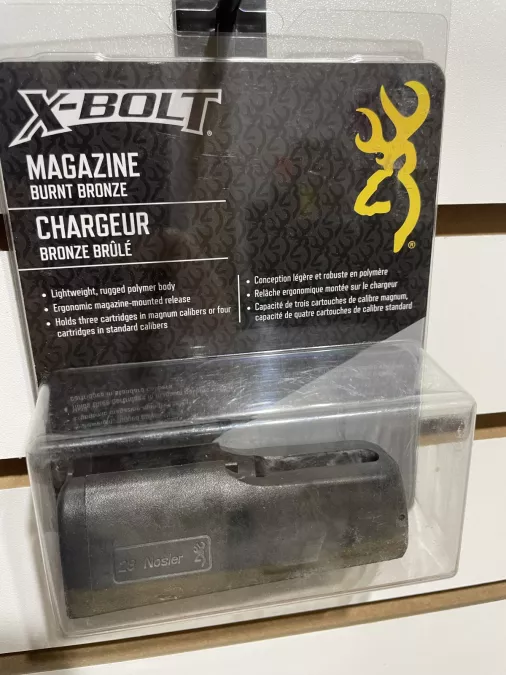 X-BOLT®
MAGAZINE
BURNT BRONZE
CHARGEUR
BRONZE BRÛLÉ
• Lightweight, rugged polymer body
• Ergonomic magazine-mounted release
• Holds three cartridges in magnum calibers or four
cartridges in standard calibers
• Conception légère et robuste en polymère
• Relâche ergonomique montée sur le chargeur
• Capacité de trois cartouches de calibre magnum,
capacité de quatre cartouches de calibre standard
®
Nosler